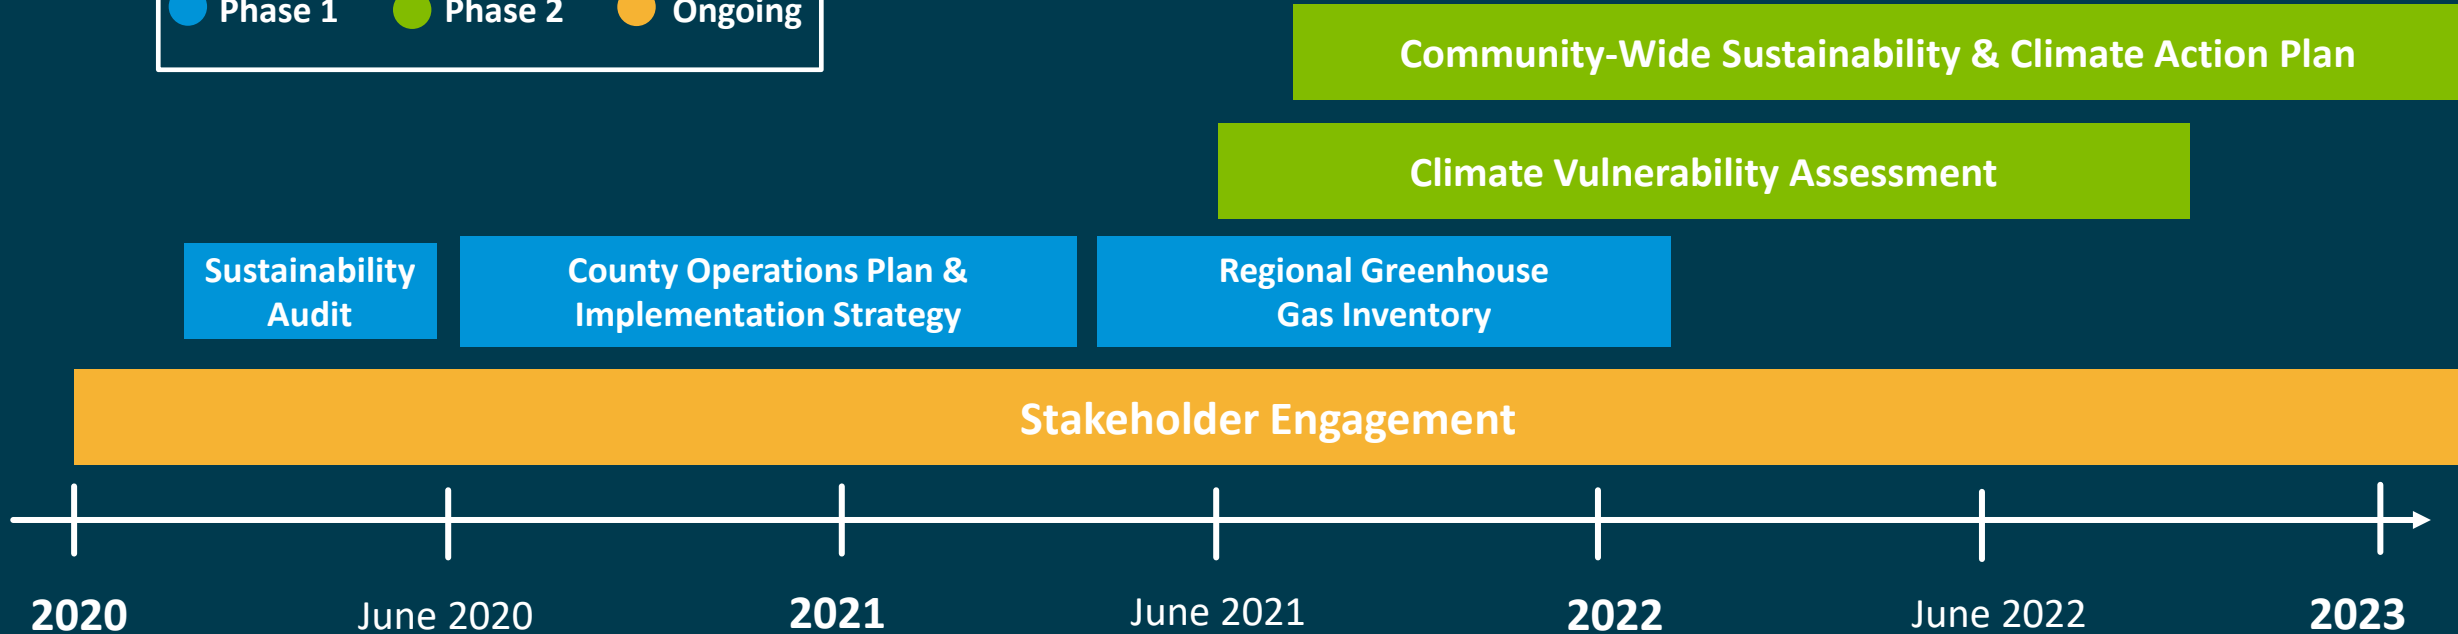 Phase 1 Phase 2 Ongoing
Community-Wide Sustainability & Climate Action Plan
Climate Vulnerability Assessment
Sustainability
Audit
County Operations Plan &
Implementation Strategy
Regional Greenhouse
Gas Inventory
Stakeholder Engagement
2020 June 2020 2021 June 2021 2022 June 2022 2023